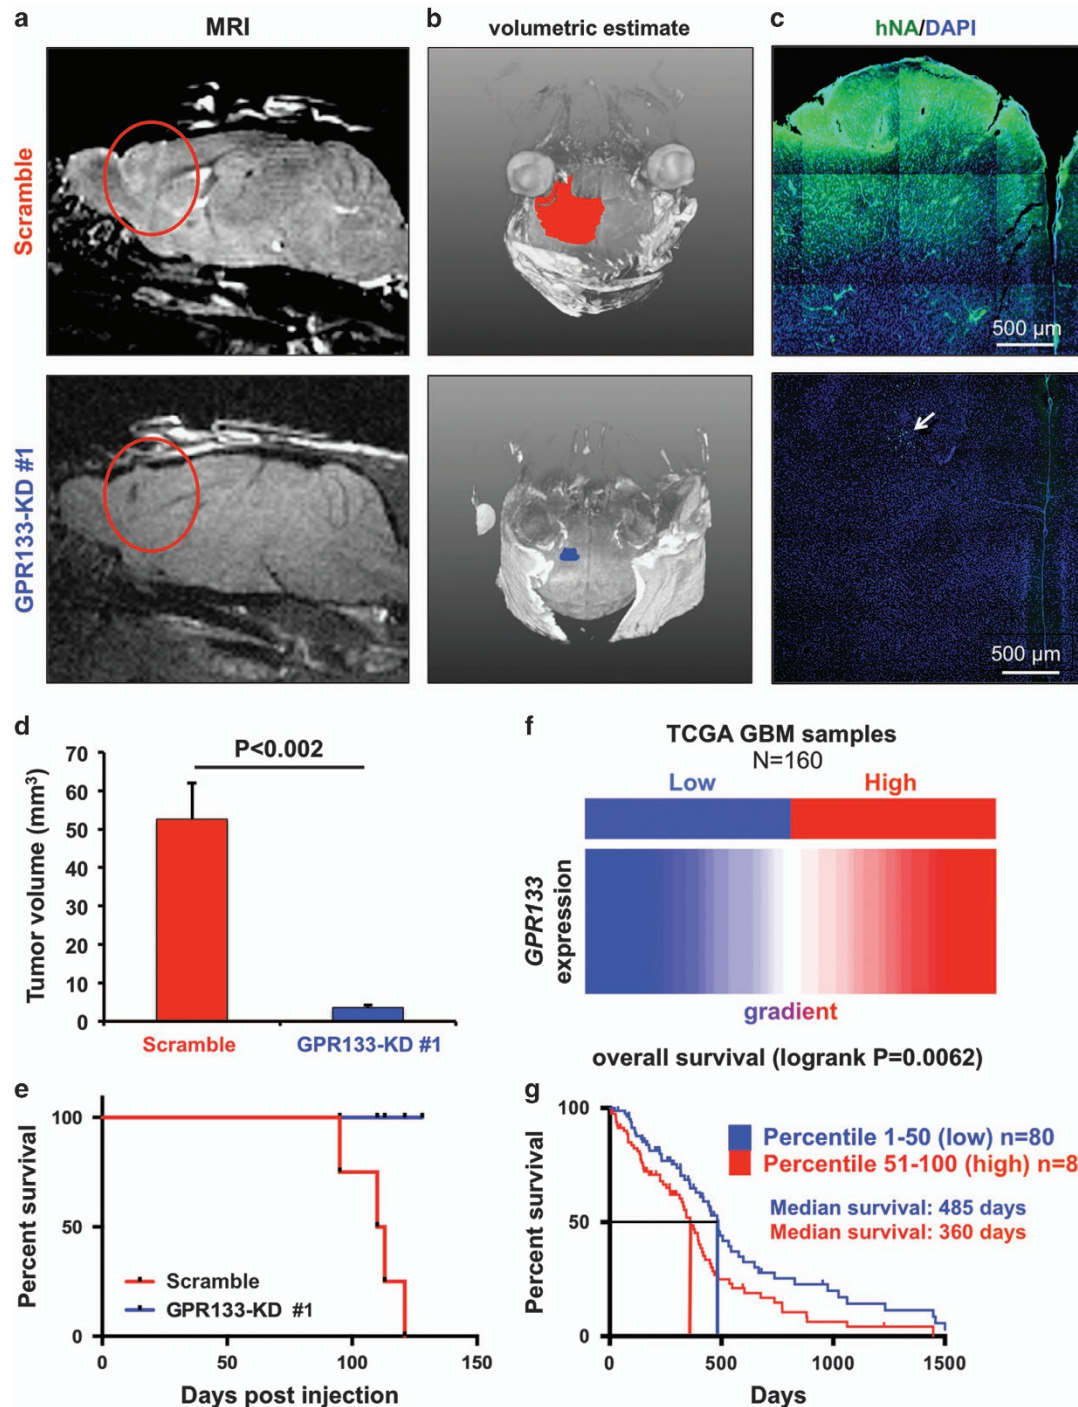 a
MRI
b
volumetric estimate
c
hNA/DAPI
Scramble
500 µm
GPR133-KD #1
500 µm
d
P<0.002
Tumor volume (mm³)
70
60
50
40
30
20
10
0
Scramble
GPR133-KD #1
f
TCGA GBM samples
N=160
Low
High
GPR133
expression
gradient
e
Percent survival
100
50
0
Scramble
GPR133-KD #1
0
50
100
150
Days post injection
overall survival (logrank P=0.0062)
g
Percent survival
100
50
0
Percentile 1-50 (low) n=80
Percentile 51-100 (high) n=8
Median survival: 485 days
Median survival: 360 days
0
500
1000
1500
Days